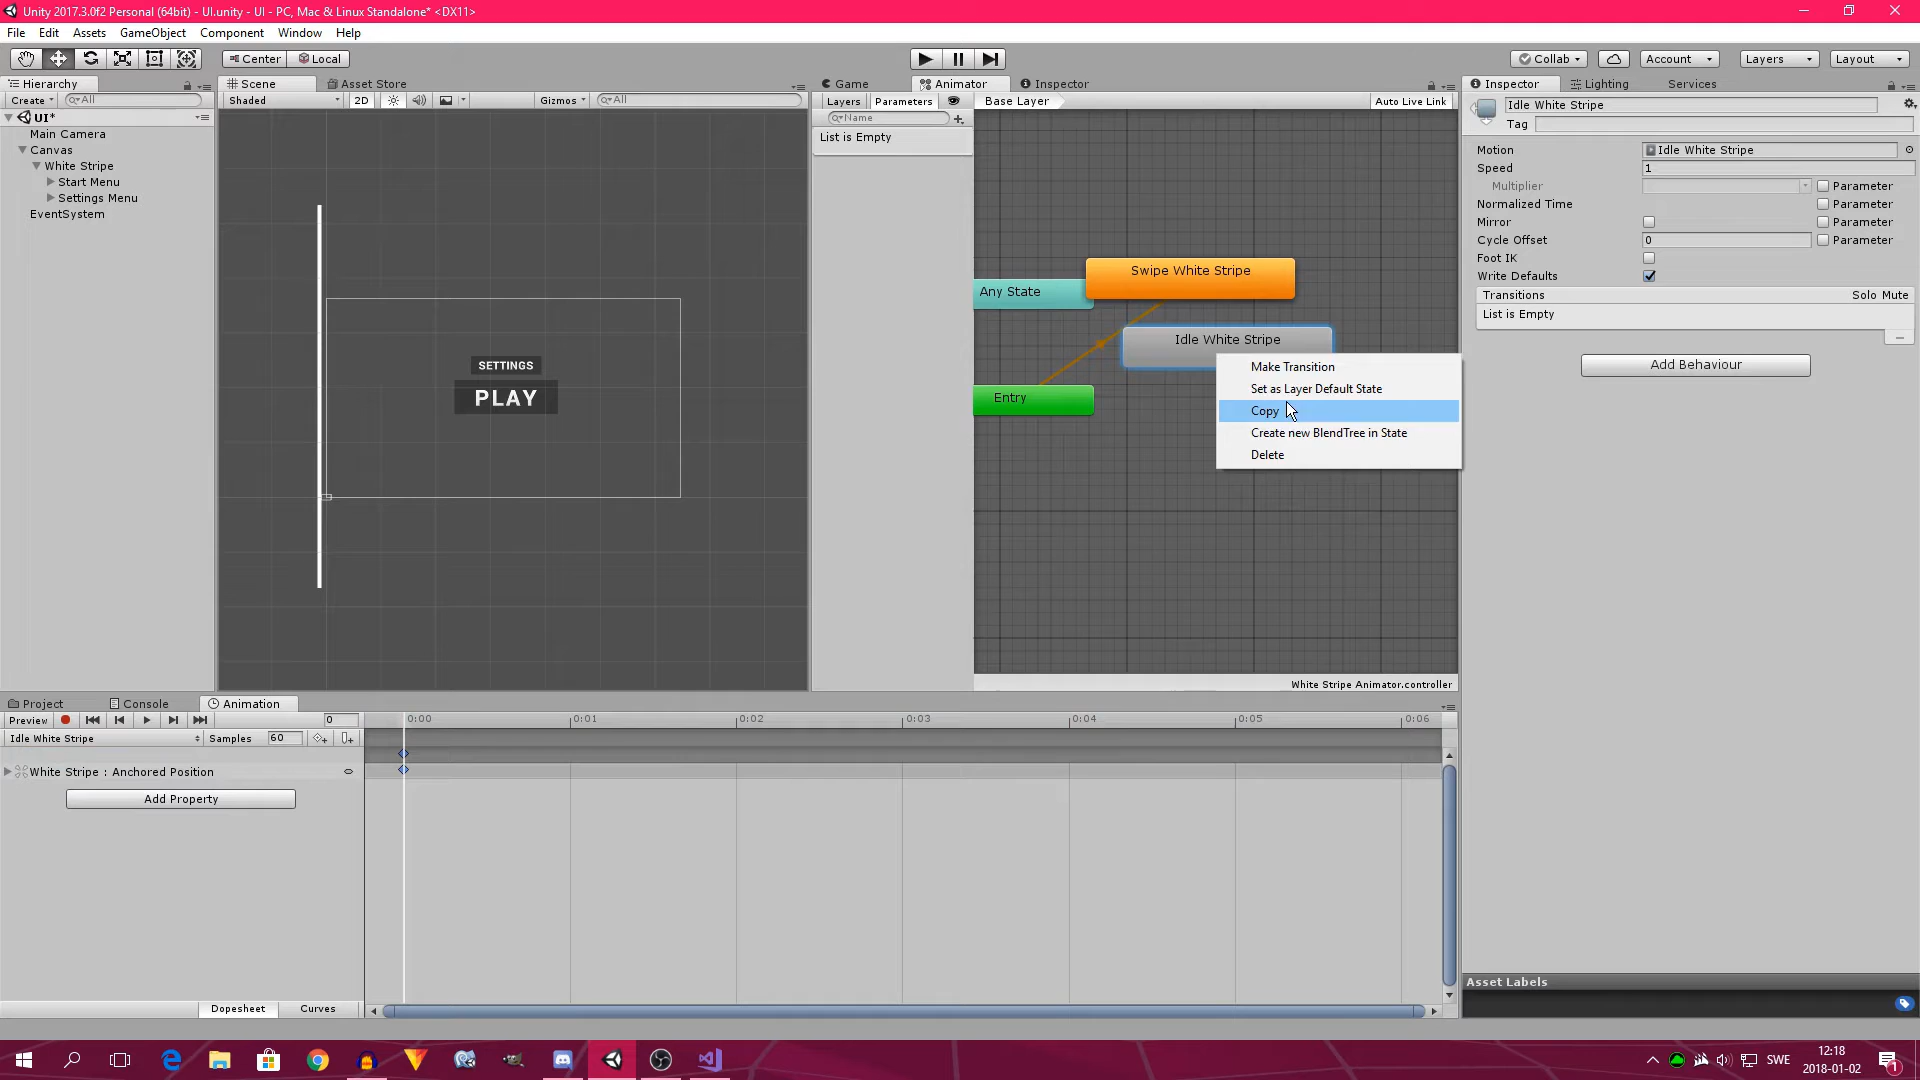 Unity 2017.3.0f2 Personal (64bit) - UI.unity - UI - PC, Mac & Linux Standalone* <DX11>
File Edit Assets GameObject Component Window Help
Center Local
Collab Account Layers Layout
Hierarchy
Create All
UI*
Main Camera
Canvas
White Stripe
Start Menu
Settings Menu
EventSystem
Scene Asset Store
Shaded 2D Gizmos All
SETTINGS
PLAY
Game Animator Inspector
Layers Parameters Base Layer Auto Live Link
Name
List is Empty
Swipe White Stripe
Any State
Idle White Stripe
Entry
Make Transition
Set as Layer Default State
Copy
Create new BlendTree in State
Delete
White Stripe Animator.controller
Inspector Lighting Services
Idle White Stripe
Tag
Motion Idle White Stripe
Speed 1
Multiplier Parameter
Normalized Time Parameter
Mirror Parameter
Cycle Offset 0 Parameter
Foot IK
Write Defaults
Transitions Solo Mute
List is Empty
Add Behaviour
Asset Labels
Project Console Animation
Preview 0 0:00 0:01 0:02 0:03 0:04 0:05 0:06
Idle White Stripe Samples 60
White Stripe : Anchored Position
Add Property
Dopesheet Curves
SWE
12:18
2018-01-02
1